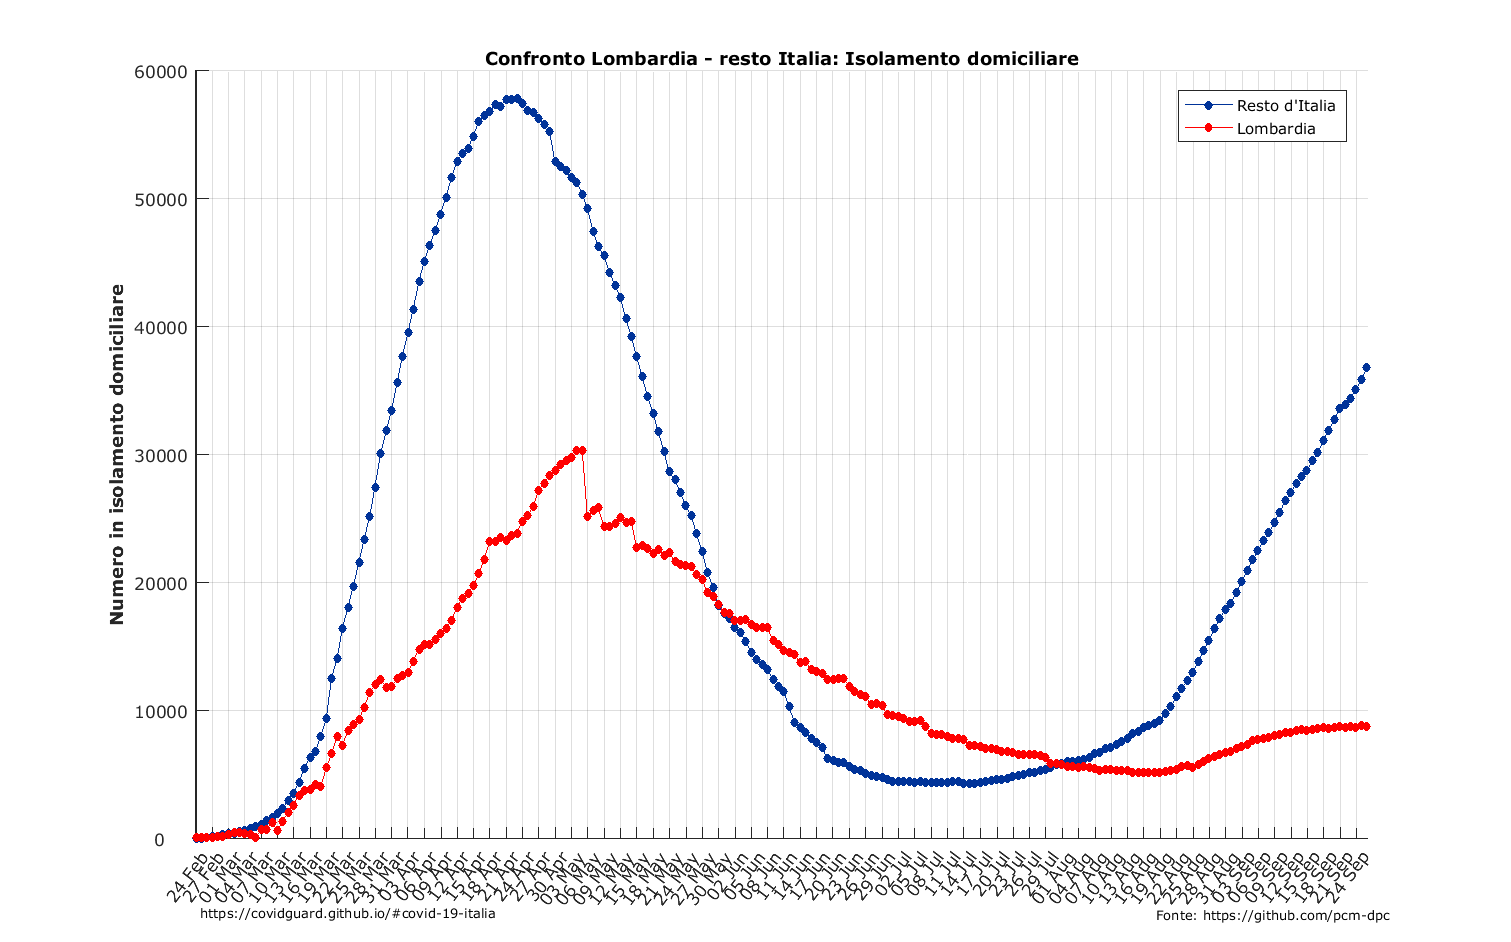 Confronto Lombardia - resto Italia: Isolamento domiciliare
Resto d'Italia
Lombardia
Numero in isolamento domiciliare
60000
50000
40000
30000
20000
10000
0
24 Feb
27 Feb
01 Mar
04 Mar
07 Mar
10 Mar
13 Mar
16 Mar
19 Mar
22 Mar
25 Mar
28 Mar
31 Mar
03 Apr
06 Apr
09 Apr
12 Apr
15 Apr
18 Apr
21 Apr
24 Apr
27 Apr
30 Apr
03 May
06 May
09 May
12 May
15 May
18 May
21 May
24 May
27 May
30 May
02 Jun
05 Jun
08 Jun
11 Jun
14 Jun
17 Jun
20 Jun
23 Jun
26 Jun
29 Jun
02 Jul
05 Jul
08 Jul
11 Jul
14 Jul
17 Jul
20 Jul
23 Jul
26 Jul
29 Jul
01 Aug
04 Aug
07 Aug
10 Aug
13 Aug
16 Aug
19 Aug
22 Aug
25 Aug
28 Aug
31 Aug
03 Sep
06 Sep
09 Sep
12 Sep
15 Sep
18 Sep
21 Sep
24 Sep
https://covidguard.github.io/#covid-19-italia
Fonte: https://github.com/pcm-dpc